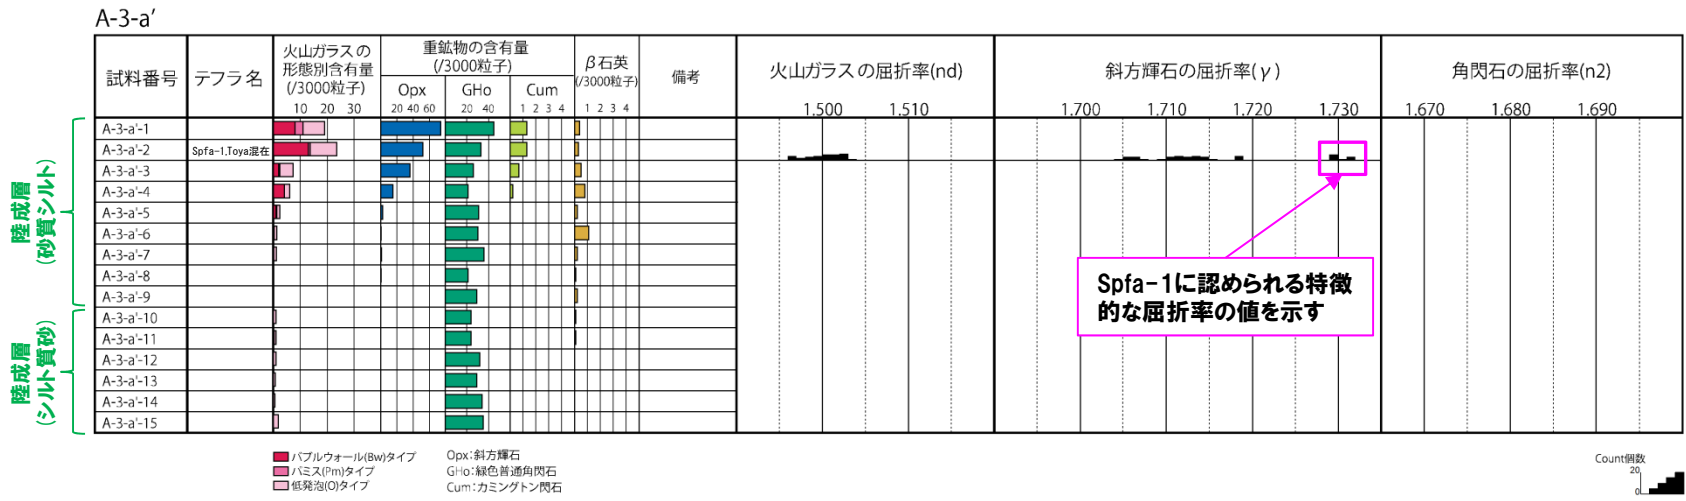 A-3-a'
試料番号
テフラ名
火山ガラスの
形態別含有量
(/3000粒子)
10 20 30
重鉱物の含有量
(/3000粒子)
Opx
20 40 60
GHo
20 40
Cum
1 2 3 4
β石英
(/3000粒子)
1 2 3 4
備考
火山ガラスの屈折率(nd)
1,500 1,510
斜方輝石の屈折率(γ)
1,700 1,710 1,720 1,730
角閃石の屈折率(n2)
1,670 1,680 1,690
A-3-a'-1
A-3-a'-2 Spfa-1,Toya混在
A-3-a'-3
A-3-a'-4
A-3-a'-5
A-3-a'-6
A-3-a'-7
A-3-a'-8
A-3-a'-9
A-3-a'-10
A-3-a'-11
A-3-a'-12
A-3-a'-13
A-3-a'-14
A-3-a'-15
陸成層
(砂質シルト)
陸成層
(シルト質砂)
Spfa-1に認められる特徴
的な屈折率の値を示す
バブルウォール(Bw)タイプ
パミス(Pm)タイプ
低発泡(O)タイプ
Opx:斜方輝石
GHo:緑色普通角閃石
Cum:カミングトン閃石
Count個数
20
0